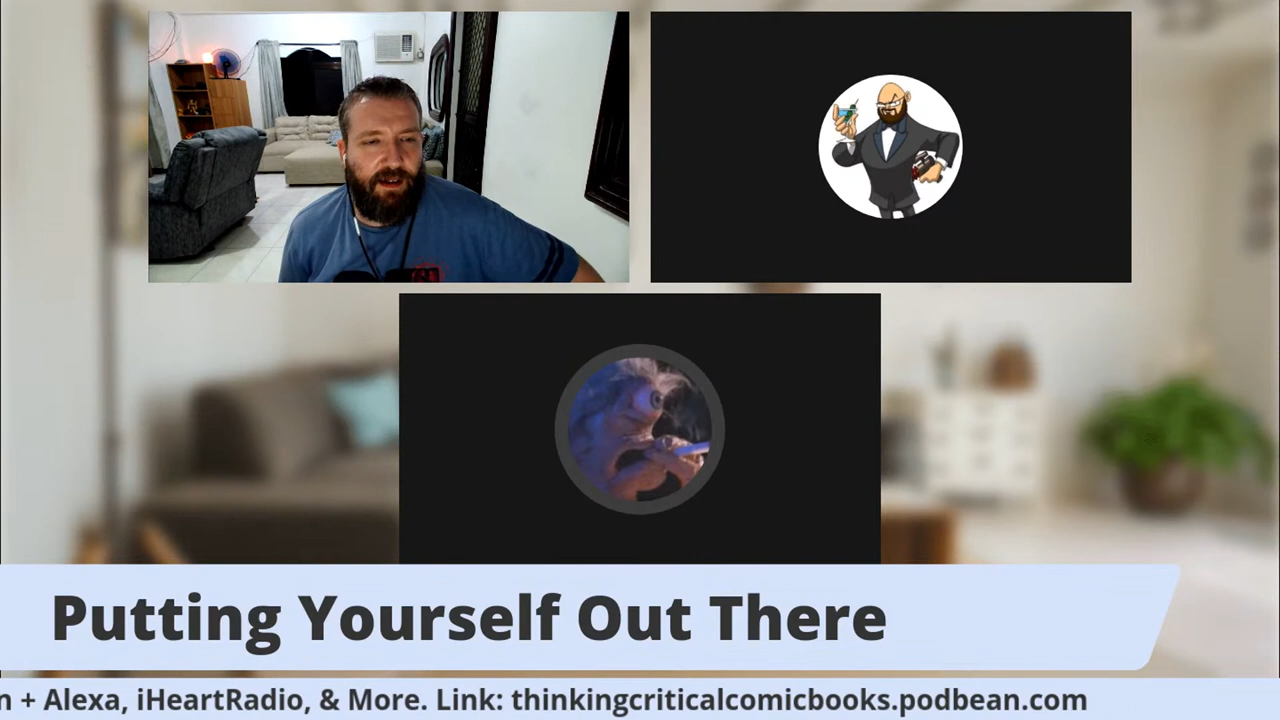 Putting Yourself Out There
n + Alexa, iHeartRadio, & More. Link: thinkingcriticalcomicbooks.podbean.com